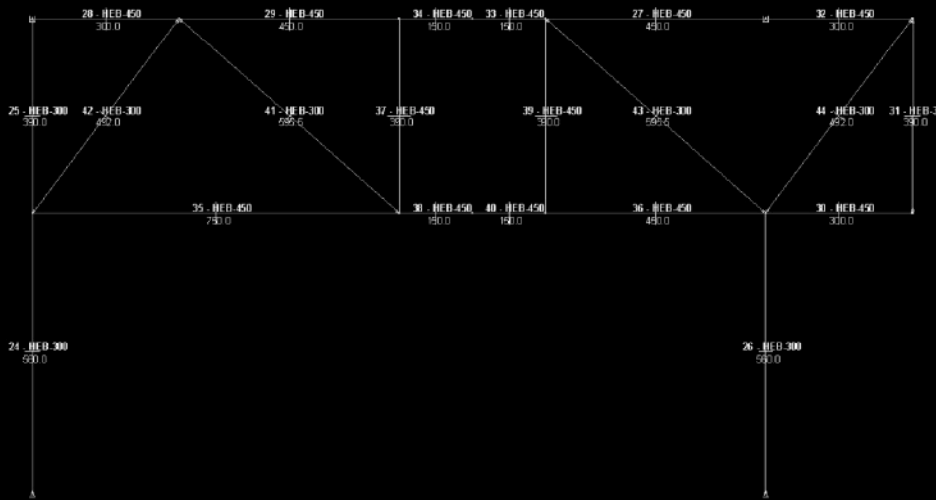 28 - HEB-450 29 - HEB-450 34 - HEB-450 33 - HEB-450 27 - HEB-450 32 - HEB-450
300.0 450.0 150.0 150.0 450.0 300.0
25 - HEB-300 42 - HEB-300 41 - HEB-300 37 - HEB-450 39 - HEB-450 43 - HEB-300 44 - HEB-300 31 - HEB-3
390.0 492.0 595.5 390.0 390.0 595.5 492.0 390.0
35 - HEB-450 38 - HEB-450 40 - HEB-450 36 - HEB-450 30 - HEB-450
750.0 150.0 150.0 450.0 300.0
24 - HEB-300 26 - HEB-300
560.0 560.0